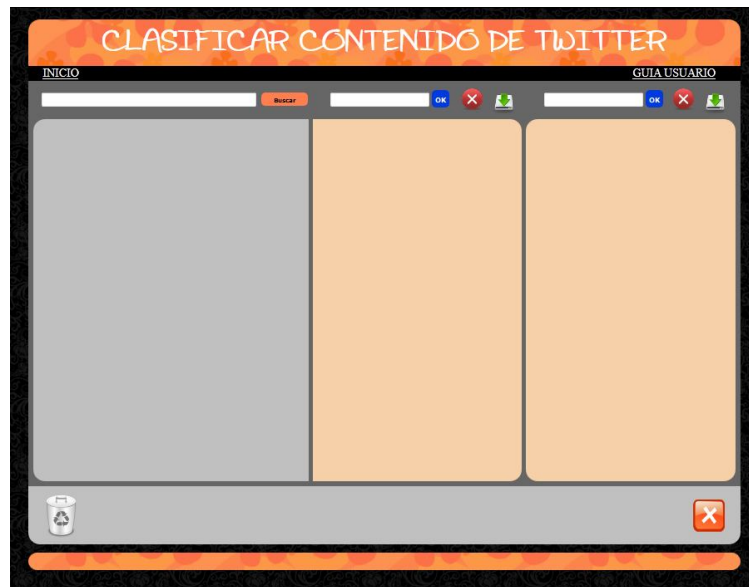 CLASIFICAR CONTENIDO DE TWITTER
INICIO GUIA USUARIO
Buscar OK OK